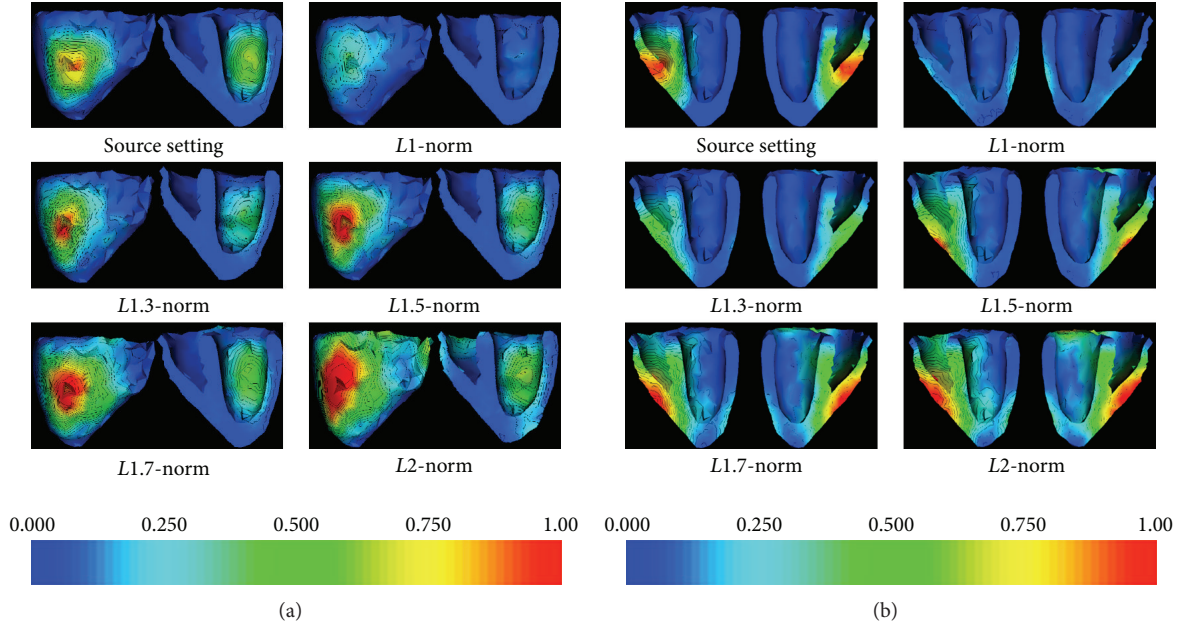 Source setting
L1-norm
Source setting
L1-norm
L1.3-norm
L1.5-norm
L1.3-norm
L1.5-norm
L1.7-norm
L2-norm
L1.7-norm
L2-norm
0.000 0.250 0.500 0.750 1.00
0.000 0.250 0.500 0.750 1.00
(a)
(b)